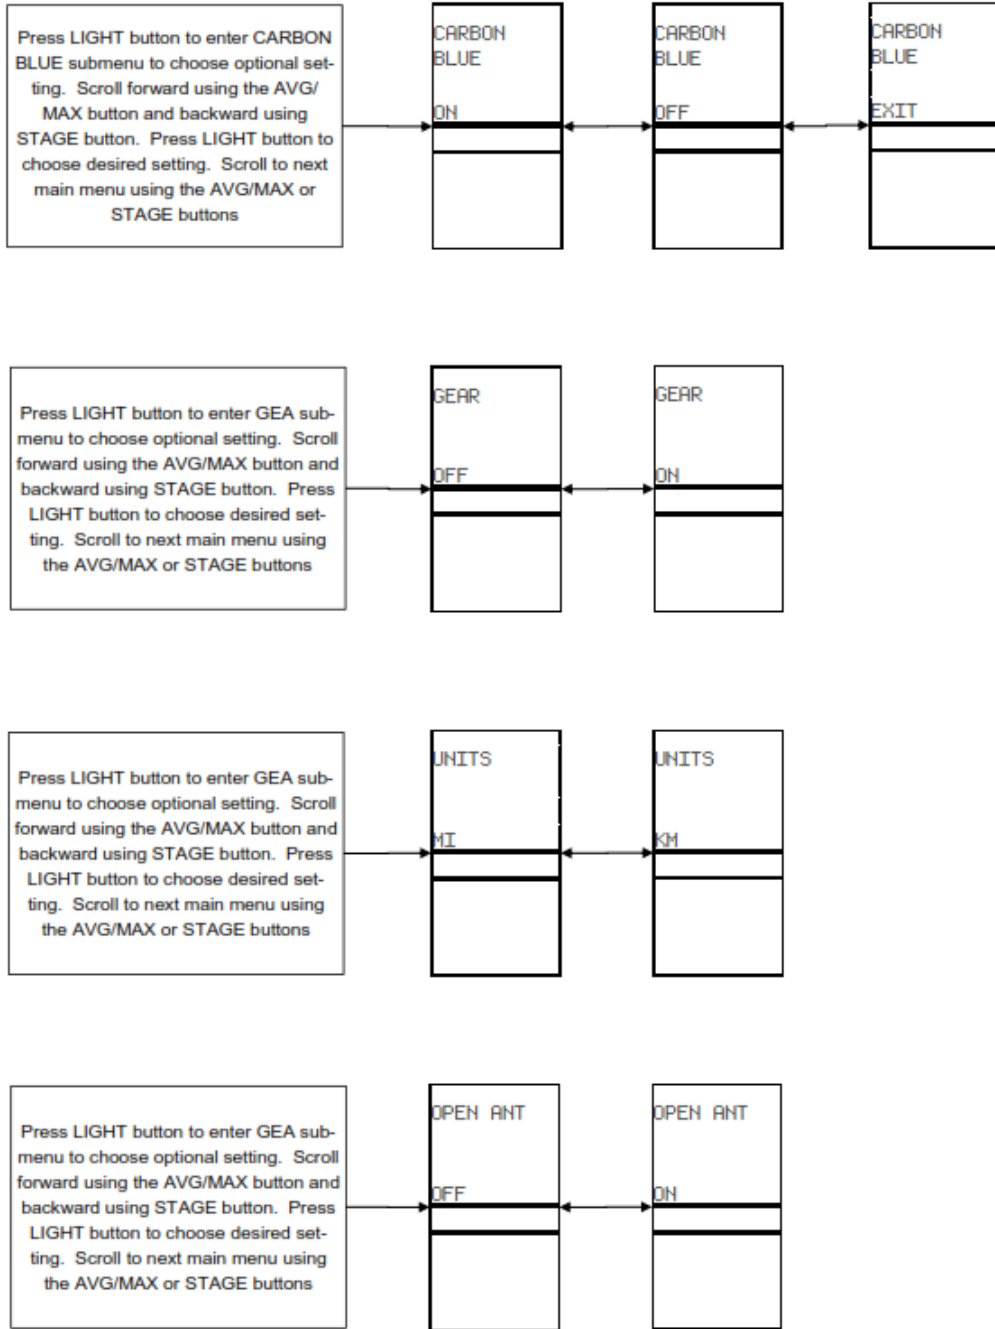 Press LIGHT button to enter CARBON
BLUE submenu to choose optional set-
ting.  Scroll forward using the AVG/
MAX button and backward using
STAGE button.  Press LIGHT button to
choose desired setting.  Scroll to next
main menu using the AVG/MAX or
STAGE buttons
CARBON
BLUE
ON
CARBON
BLUE
OFF
CARBON
BLUE
EXIT
Press LIGHT button to enter GEA sub-
menu to choose optional setting.  Scroll
forward using the AVG/MAX button and
backward using STAGE button.  Press
LIGHT button to choose desired set-
ting.  Scroll to next main menu using
the AVG/MAX or STAGE buttons
GEAR
OFF
GEAR
ON
Press LIGHT button to enter GEA sub-
menu to choose optional setting.  Scroll
forward using the AVG/MAX button and
backward using STAGE button.  Press
LIGHT button to choose desired set-
ting.  Scroll to next main menu using
the AVG/MAX or STAGE buttons
UNITS
MI
UNITS
KM
Press LIGHT button to enter GEA sub-
menu to choose optional setting.  Scroll
forward using the AVG/MAX button and
backward using STAGE button.  Press
LIGHT button to choose desired set-
ting.  Scroll to next main menu using
the AVG/MAX or STAGE buttons
OPEN ANT
OFF
OPEN ANT
ON